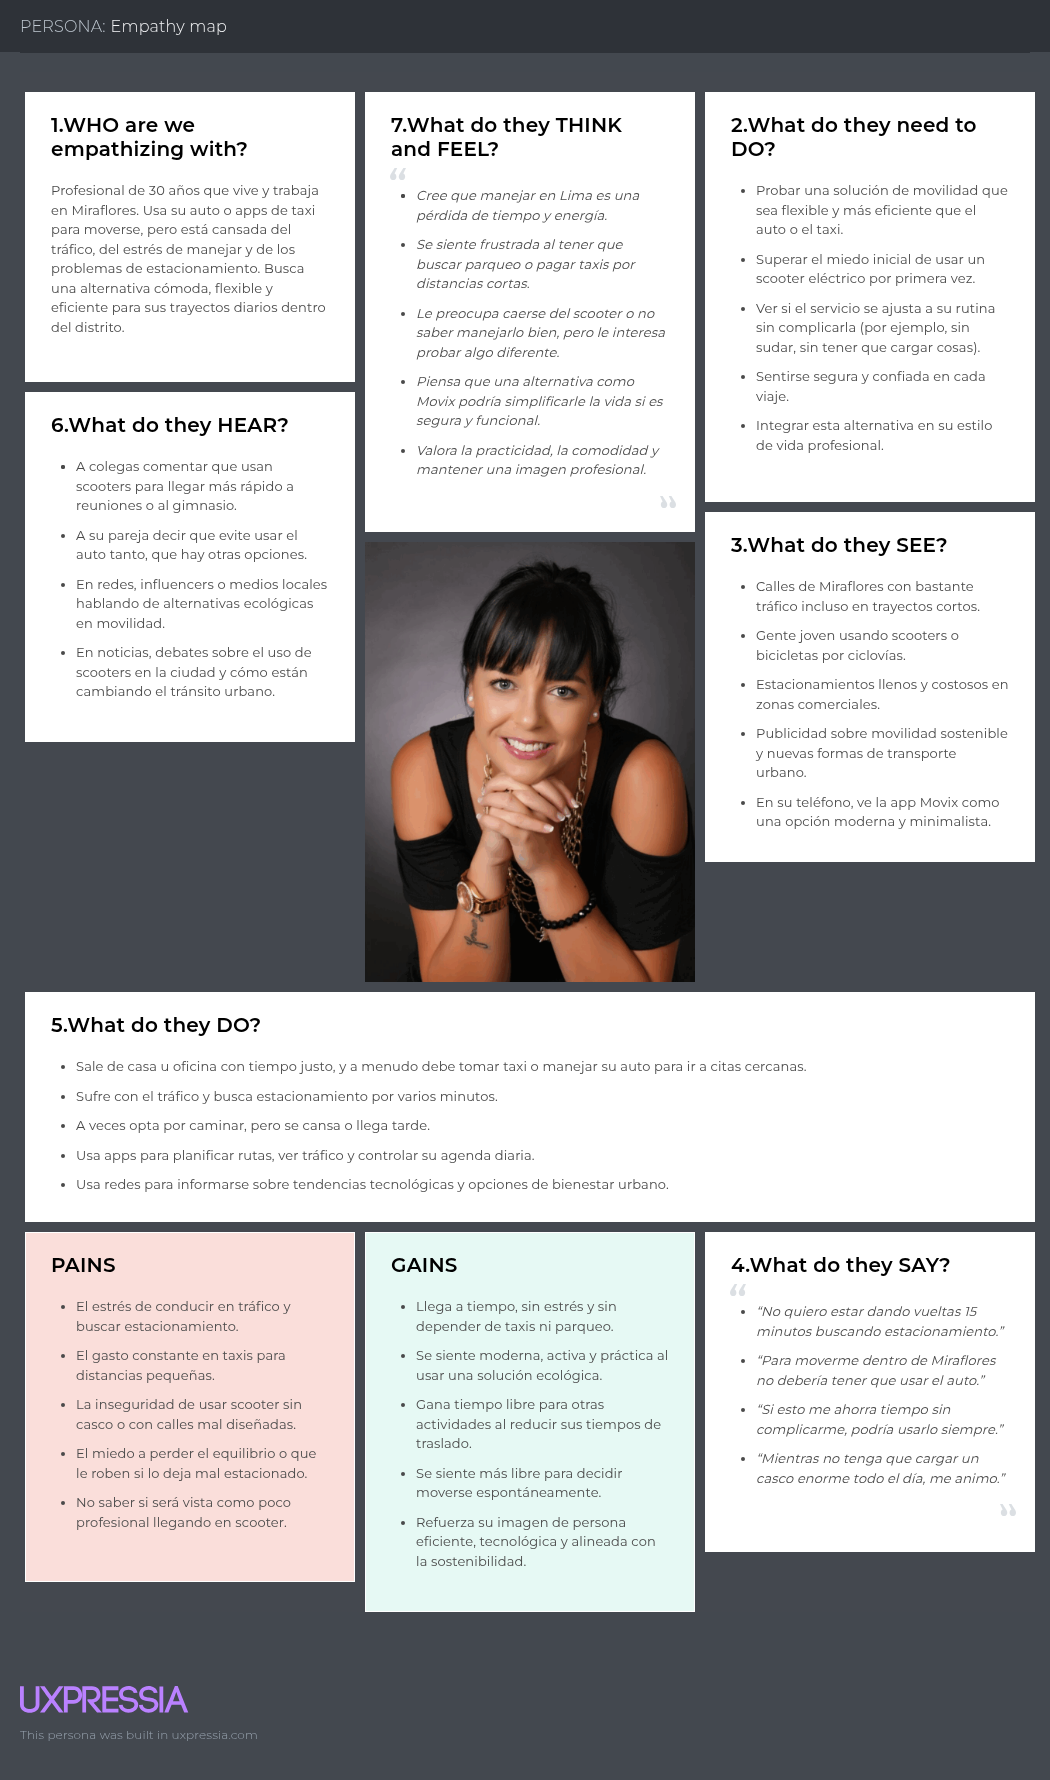 PERSONA: Empathy map
1.WHO are we
empathizing with?
Profesional de 30 años que vive y trabaja
en Miraflores. Usa su auto o apps de taxi
para moverse, pero está cansada del
tráfico, del estrés de manejar y de los
problemas de estacionamiento. Busca
una alternativa cómoda, flexible y
eficiente para sus trayectos diarios dentro
del distrito.
6.What do they HEAR?
• A colegas comentar que usan
scooters para llegar más rápido a
reuniones o al gimnasio.
• A su pareja decir que evite usar el
auto tanto, que hay otras opciones.
• En redes, influencers o medios locales
hablando de alternativas ecológicas
en movilidad.
• En noticias, debates sobre el uso de
scooters en la ciudad y cómo están
cambiando el tránsito urbano.
7.What do they THINK
and FEEL?
“
• Cree que manejar en Lima es una
pérdida de tiempo y energía.
• Se siente frustrada al tener que
buscar parqueo o pagar taxis por
distancias cortas.
• Le preocupa caerse del scooter o no
saber manejarlo bien, pero le interesa
probar algo diferente.
• Piensa que una alternativa como
Movix podría simplificarle la vida si es
segura y funcional.
• Valora la practicidad, la comodidad y
mantener una imagen profesional.
”
2.What do they need to
DO?
• Probar una solución de movilidad que
sea flexible y más eficiente que el
auto o el taxi.
• Superar el miedo inicial de usar un
scooter eléctrico por primera vez.
• Ver si el servicio se ajusta a su rutina
sin complicarla (por ejemplo, sin
sudar, sin tener que cargar cosas).
• Sentirse segura y confiada en cada
viaje.
• Integrar esta alternativa en su estilo
de vida profesional.
3.What do they SEE?
• Calles de Miraflores con bastante
tráfico incluso en trayectos cortos.
• Gente joven usando scooters o
bicicletas por ciclovías.
• Estacionamientos llenos y costosos en
zonas comerciales.
• Publicidad sobre movilidad sostenible
y nuevas formas de transporte
urbano.
• En su teléfono, ve la app Movix como
una opción moderna y minimalista.
5.What do they DO?
• Sale de casa u oficina con tiempo justo, y a menudo debe tomar taxi o manejar su auto para ir a citas cercanas.
• Sufre con el tráfico y busca estacionamiento por varios minutos.
• A veces opta por caminar, pero se cansa o llega tarde.
• Usa apps para planificar rutas, ver tráfico y controlar su agenda diaria.
• Usa redes para informarse sobre tendencias tecnológicas y opciones de bienestar urbano.
PAINS
• El estrés de conducir en tráfico y
buscar estacionamiento.
• El gasto constante en taxis para
distancias pequeñas.
• La inseguridad de usar scooter sin
casco o con calles mal diseñadas.
• El miedo a perder el equilibrio o que
le roben si lo deja mal estacionado.
• No saber si será vista como poco
profesional llegando en scooter.
GAINS
• Llega a tiempo, sin estrés y sin
depender de taxis ni parqueo.
• Se siente moderna, activa y práctica al
usar una solución ecológica.
• Gana tiempo libre para otras
actividades al reducir sus tiempos de
traslado.
• Se siente más libre para decidir
moverse espontáneamente.
• Refuerza su imagen de persona
eficiente, tecnológica y alineada con
la sostenibilidad.
4.What do they SAY?
“
• “No quiero estar dando vueltas 15
minutos buscando estacionamiento.”
• “Para moverme dentro de Miraflores
no debería tener que usar el auto.”
• “Si esto me ahorra tiempo sin
complicarme, podría usarlo siempre.”
• “Mientras no tenga que cargar un
casco enorme todo el día, me animo.”
”
UXPRESSIA
This persona was built in uxpressia.com